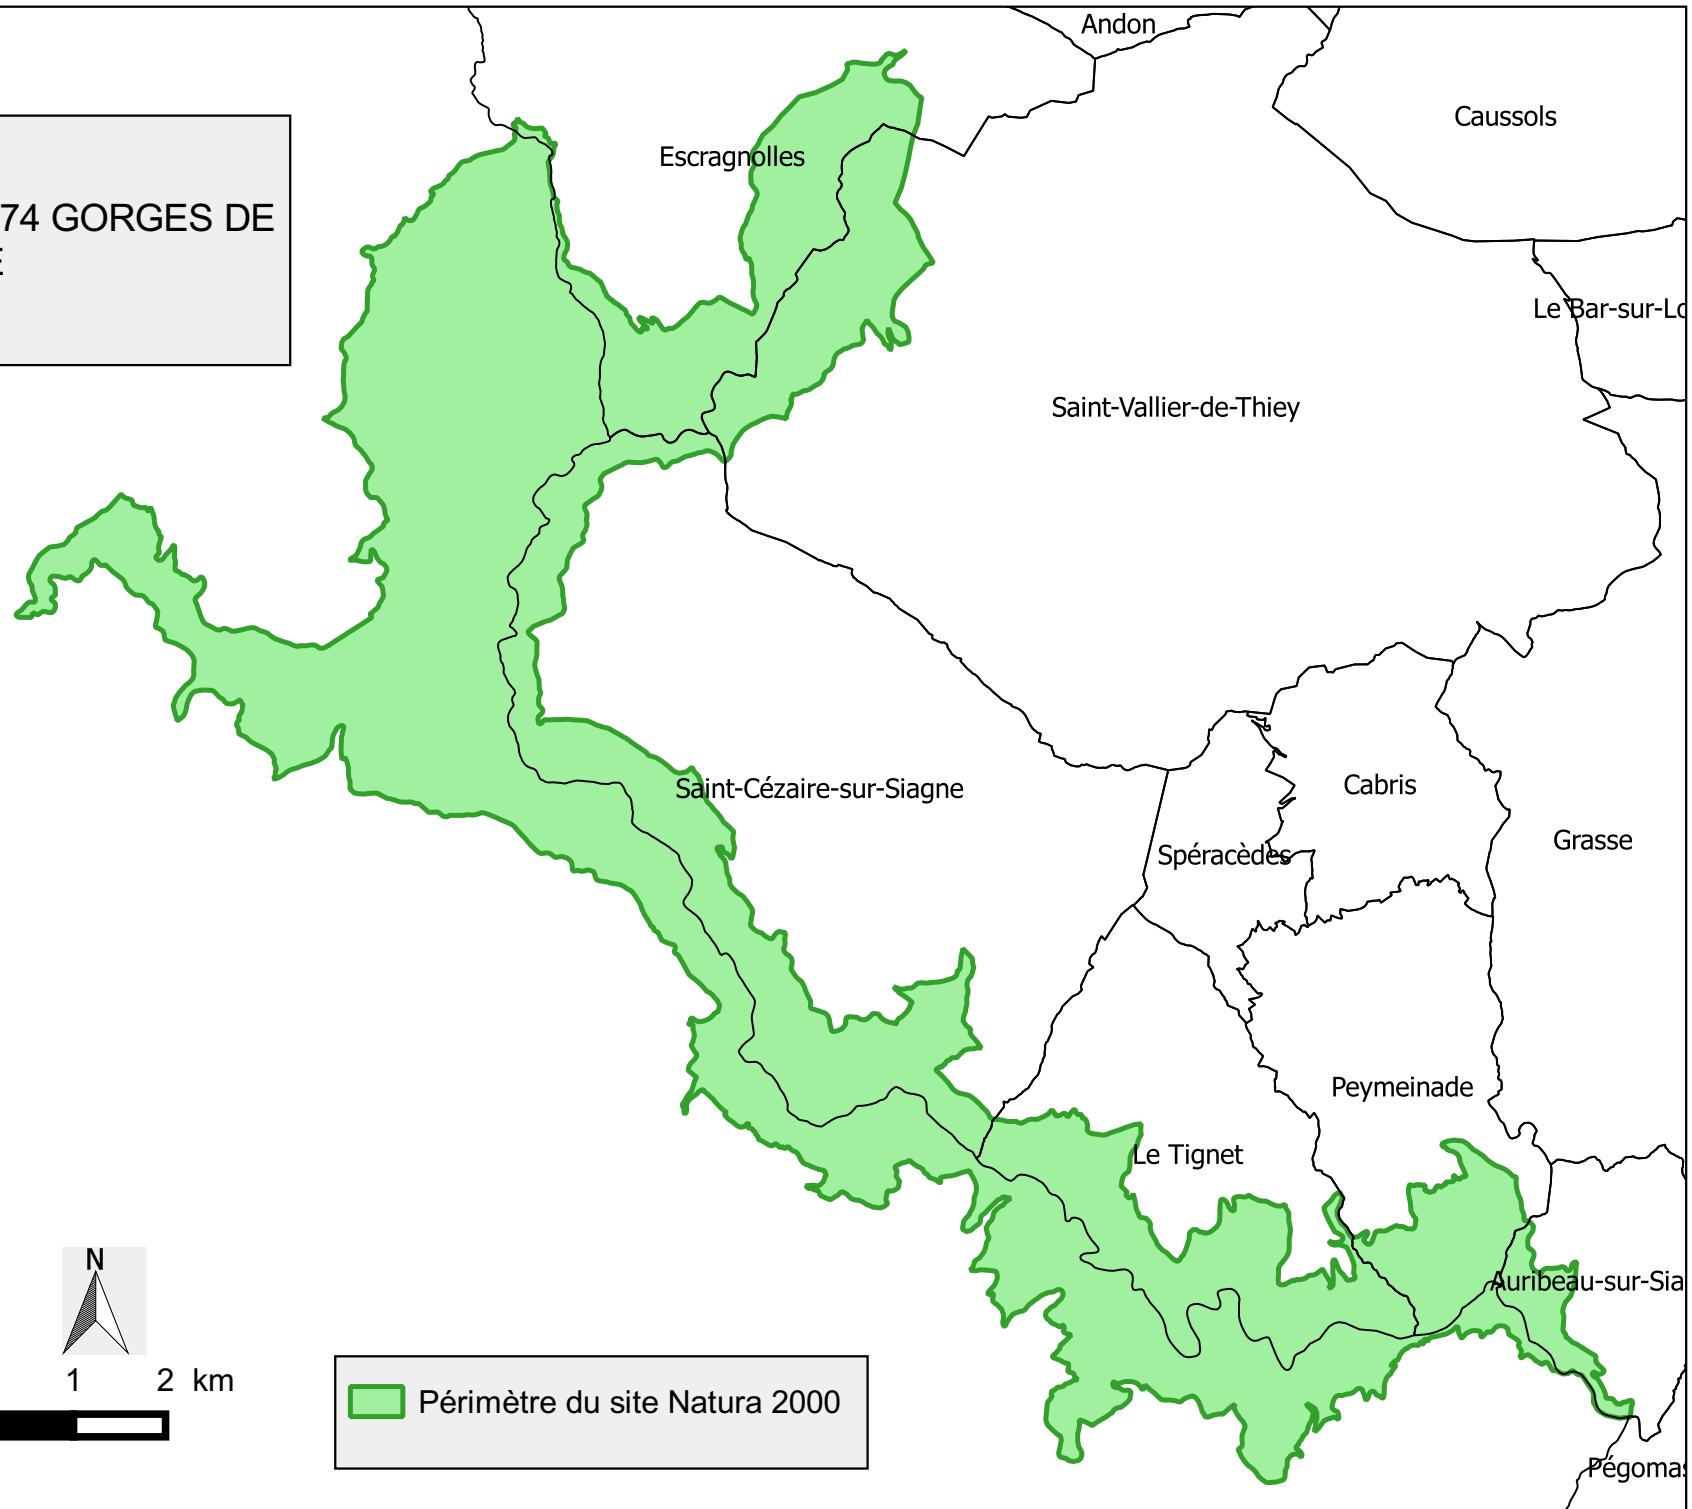 Andon
Caussols
Escragnolles
74 GORGES DE
E
Le Bar-sur-Lo
Saint-Vallier-de-Thiey
Saint-Cézaire-sur-Siagne
Cabris
Grasse
Spéracèdès
Peymeinade
Le Tignet
N
Auribeau-sur-Sia
1 2 km
Périmètre du site Natura 2000
Pégomas